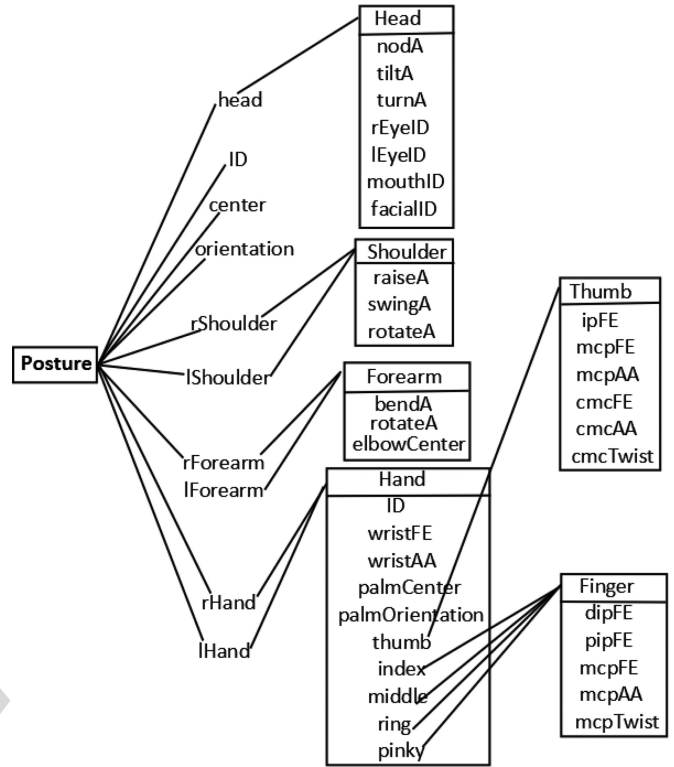 Head
nodA
tiltA
turnA
rEyeID
lEyeID
mouthID
facialID
head
ID
center
orientation
rShoulder
lShoulder
Posture
rForearm
lForearm
rHand
lHand
Shoulder
raiseA
swingA
rotateA
Forearm
bendA
rotateA
elbowCenter
Hand
ID
wristFE
wristAA
palmCenter
palmOrientation
thumb
index
middle
ring
pinky
Thumb
ipFE
mcpFE
mcpAA
cmcFE
cmcAA
cmcTwist
Finger
dipFE
pipFE
mcpFE
mcpAA
mcpTwist